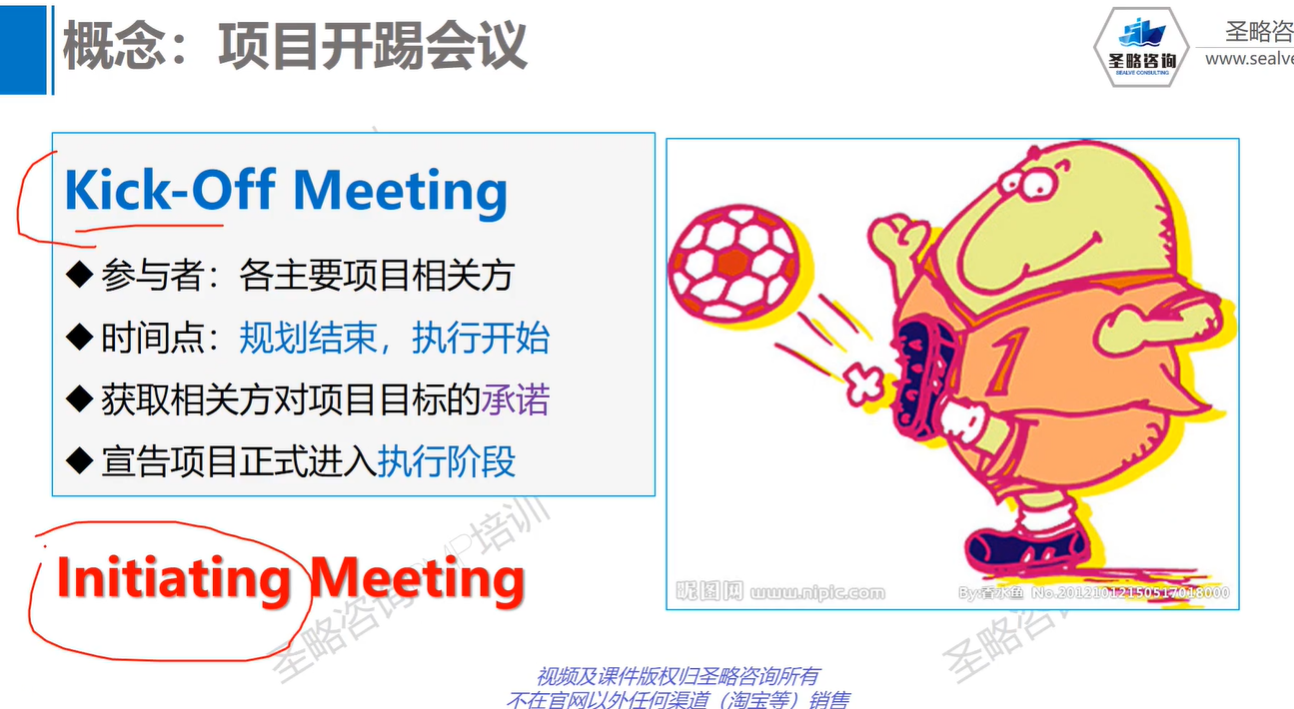 概念：项目开踢会议
圣略咨询
SEALVE CONSULTING
圣略咨
www.sealve
Kick-Off Meeting
◆参与者：各主要项目相关方
◆时间点：规划结束，执行开始
◆获取相关方对项目目标的承诺
◆宣告项目正式进入执行阶段
1
Initiating Meeting
圣略咨询PMP培训
昵图网 www.nipic.com
By:香水鱼 No.20121012150517018000
圣略咨
视频及课件版权归圣略咨询所有
不在官网以外任何渠道（淘宝等）销售